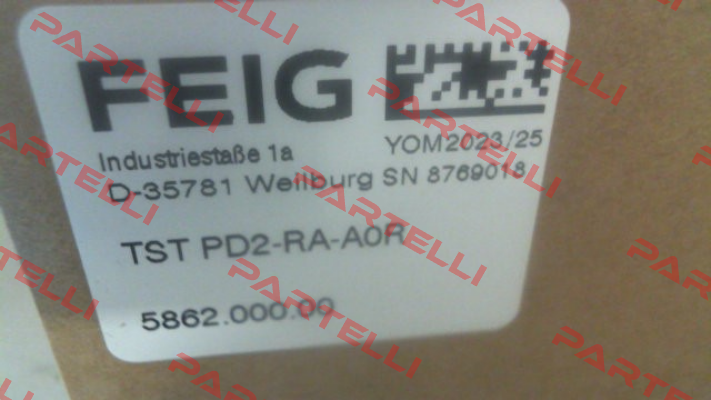 FEIG
Industriestaße 1a YOM2023/25
D-35781 Weilburg SN 8769018
TST PD2-RA-A0R
5862.000.00
PARTELLI
PARTELLI
PARTELLI
PARTELLI
PARTELLI
PARTELLI
PARTELLI